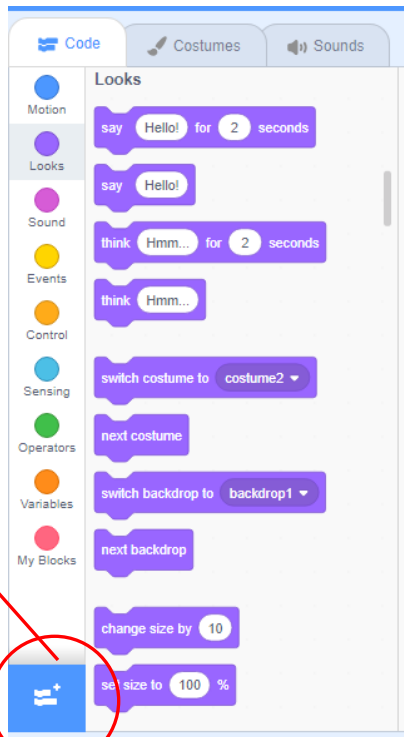 Code Costumes Sounds
Motion
Looks
Sound
Events
Control
Sensing
Operators
Variables
My Blocks
Looks
say Hello! for 2 seconds
say Hello!
think Hmm... for 2 seconds
think Hmm...
switch costume to costume2
next costume
switch backdrop to backdrop1
next backdrop
change size by 10
set size to 100 %